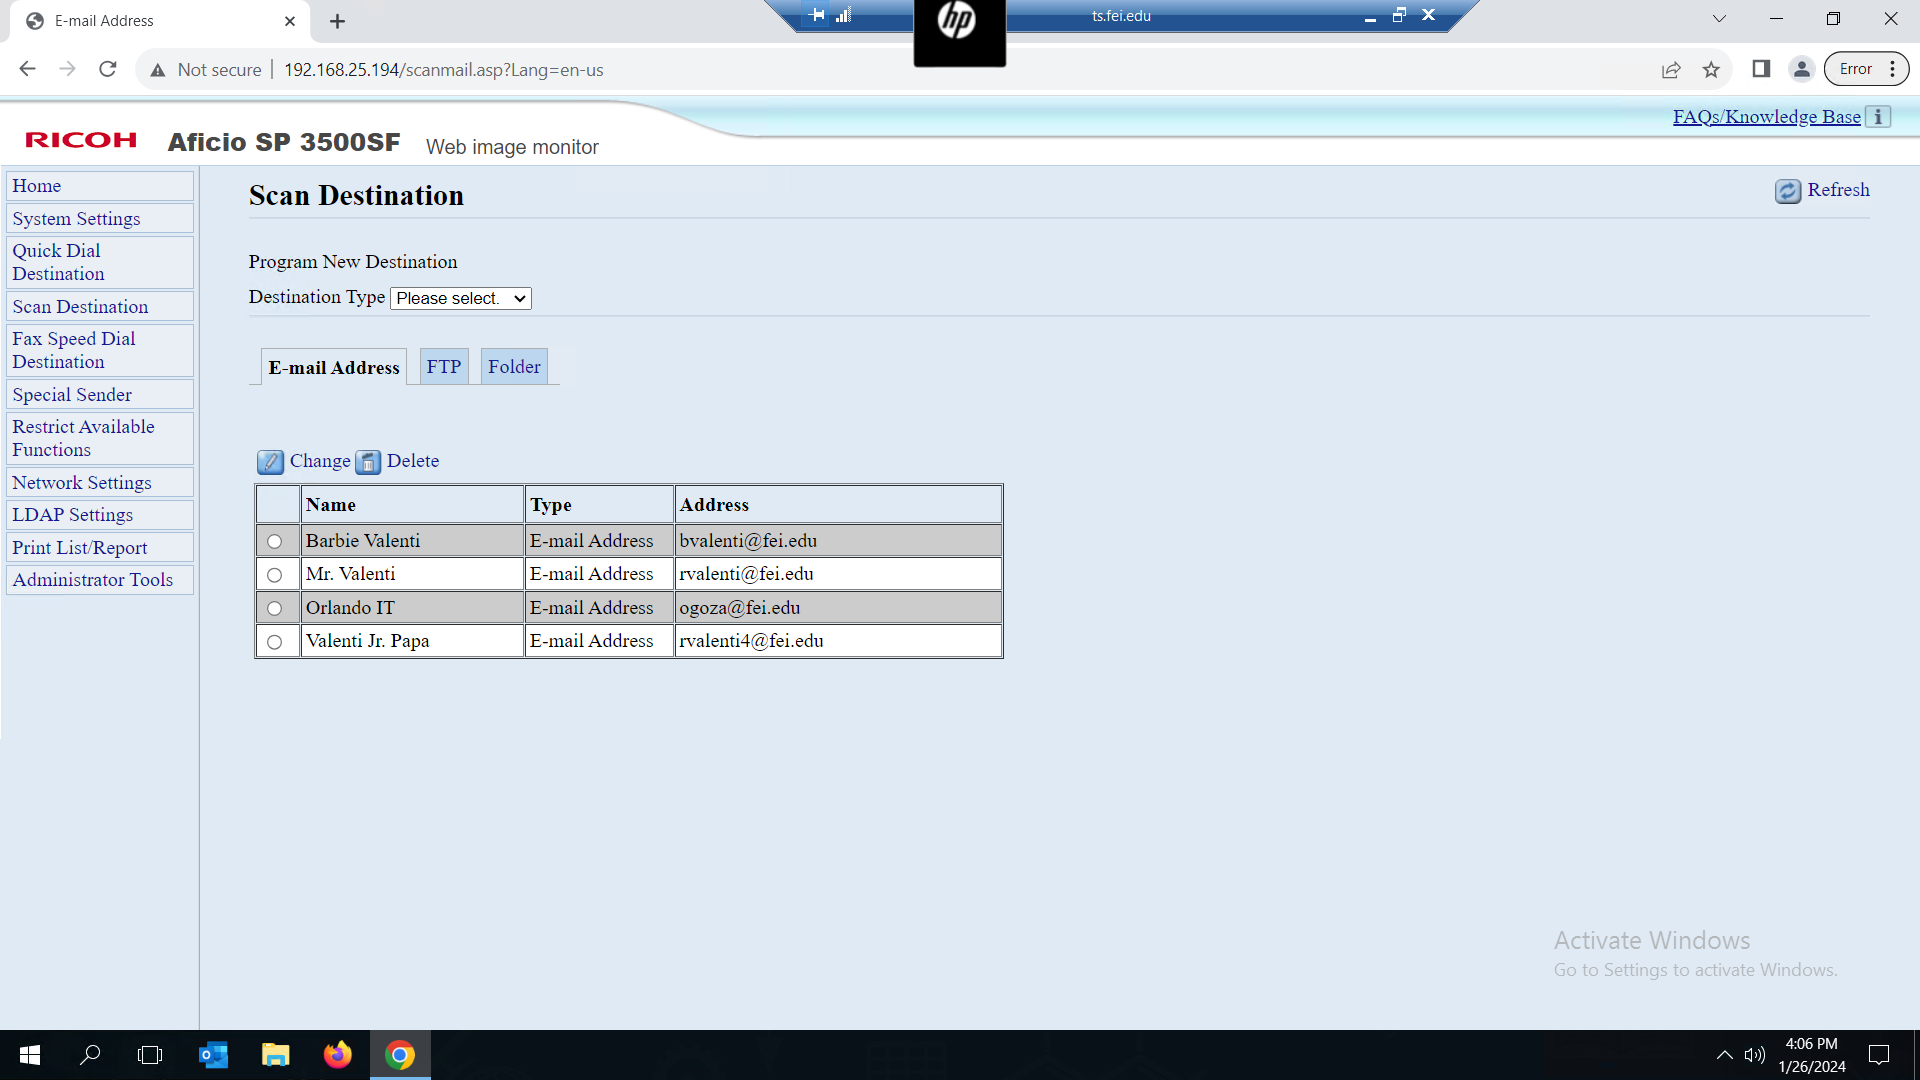 E-mail Address
ts.fei.edu
hp
Not secure
192.168.25.194/scanmail.asp?Lang=en-us
Error
FAQs/Knowledge Base
RICOH
Aficio SP 3500SF
Web image monitor
Home
System Settings
Quick Dial
Destination
Scan Destination
Fax Speed Dial
Destination
Special Sender
Restrict Available
Functions
Network Settings
LDAP Settings
Print List/Report
Administrator Tools
Scan Destination
Refresh
Program New Destination
Destination Type Please select.
E-mail Address FTP Folder
Change Delete
Name Type Address
Barbie Valenti E-mail Address bvalenti@fei.edu
Mr. Valenti E-mail Address rvalenti@fei.edu
Orlando IT E-mail Address ogoza@fei.edu
Valenti Jr. Papa E-mail Address rvalenti4@fei.edu
Activate Windows
Go to Settings to activate Windows.
4:06 PM
1/26/2024